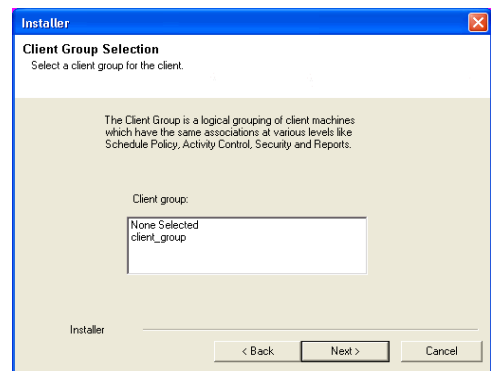 Installer
Client Group Selection
Select a client group for the client.
The Client Group is a logical grouping of client machines
which have the same associations at various levels like
Schedule Policy, Activity Control, Security and Reports.
Client group:
None Selected
client_group
Installer
< Back
Next >
Cancel